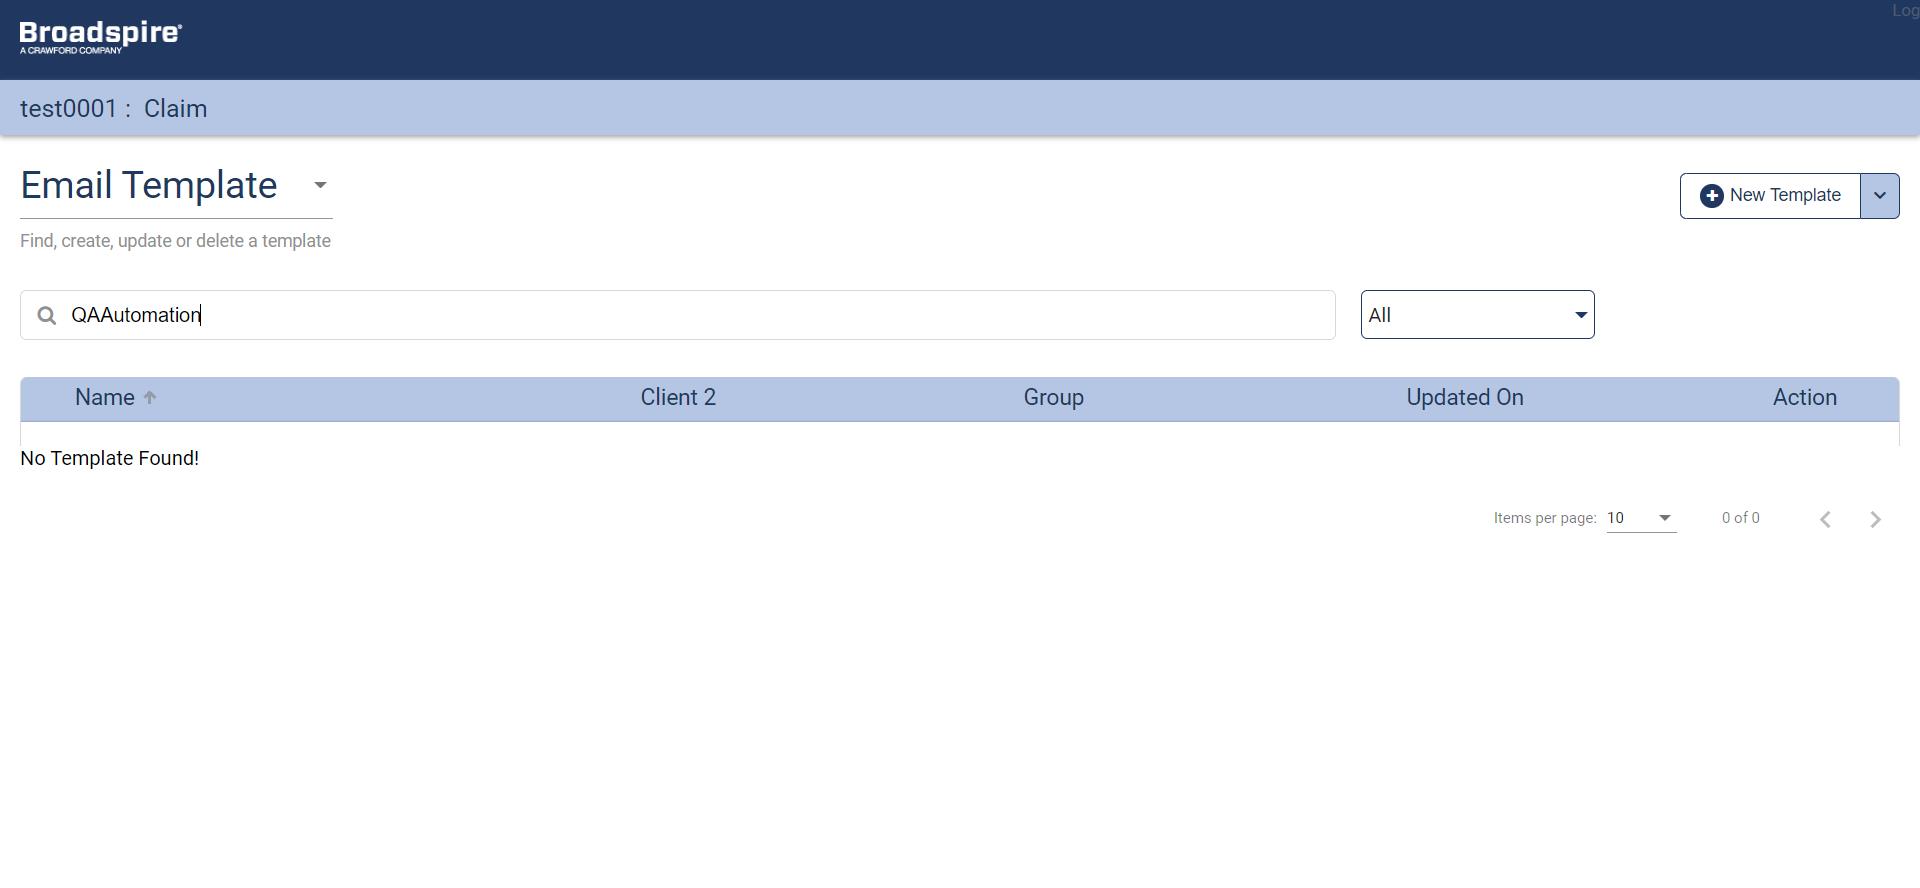 Log
Broadspire®
A CRAWFORD COMPANY
test0001 : Claim
Email Template
New Template
Find, create, update or delete a template
QAAutomation
All
Name Client 2 Group Updated On Action
No Template Found!
Items per page: 10 0 of 0